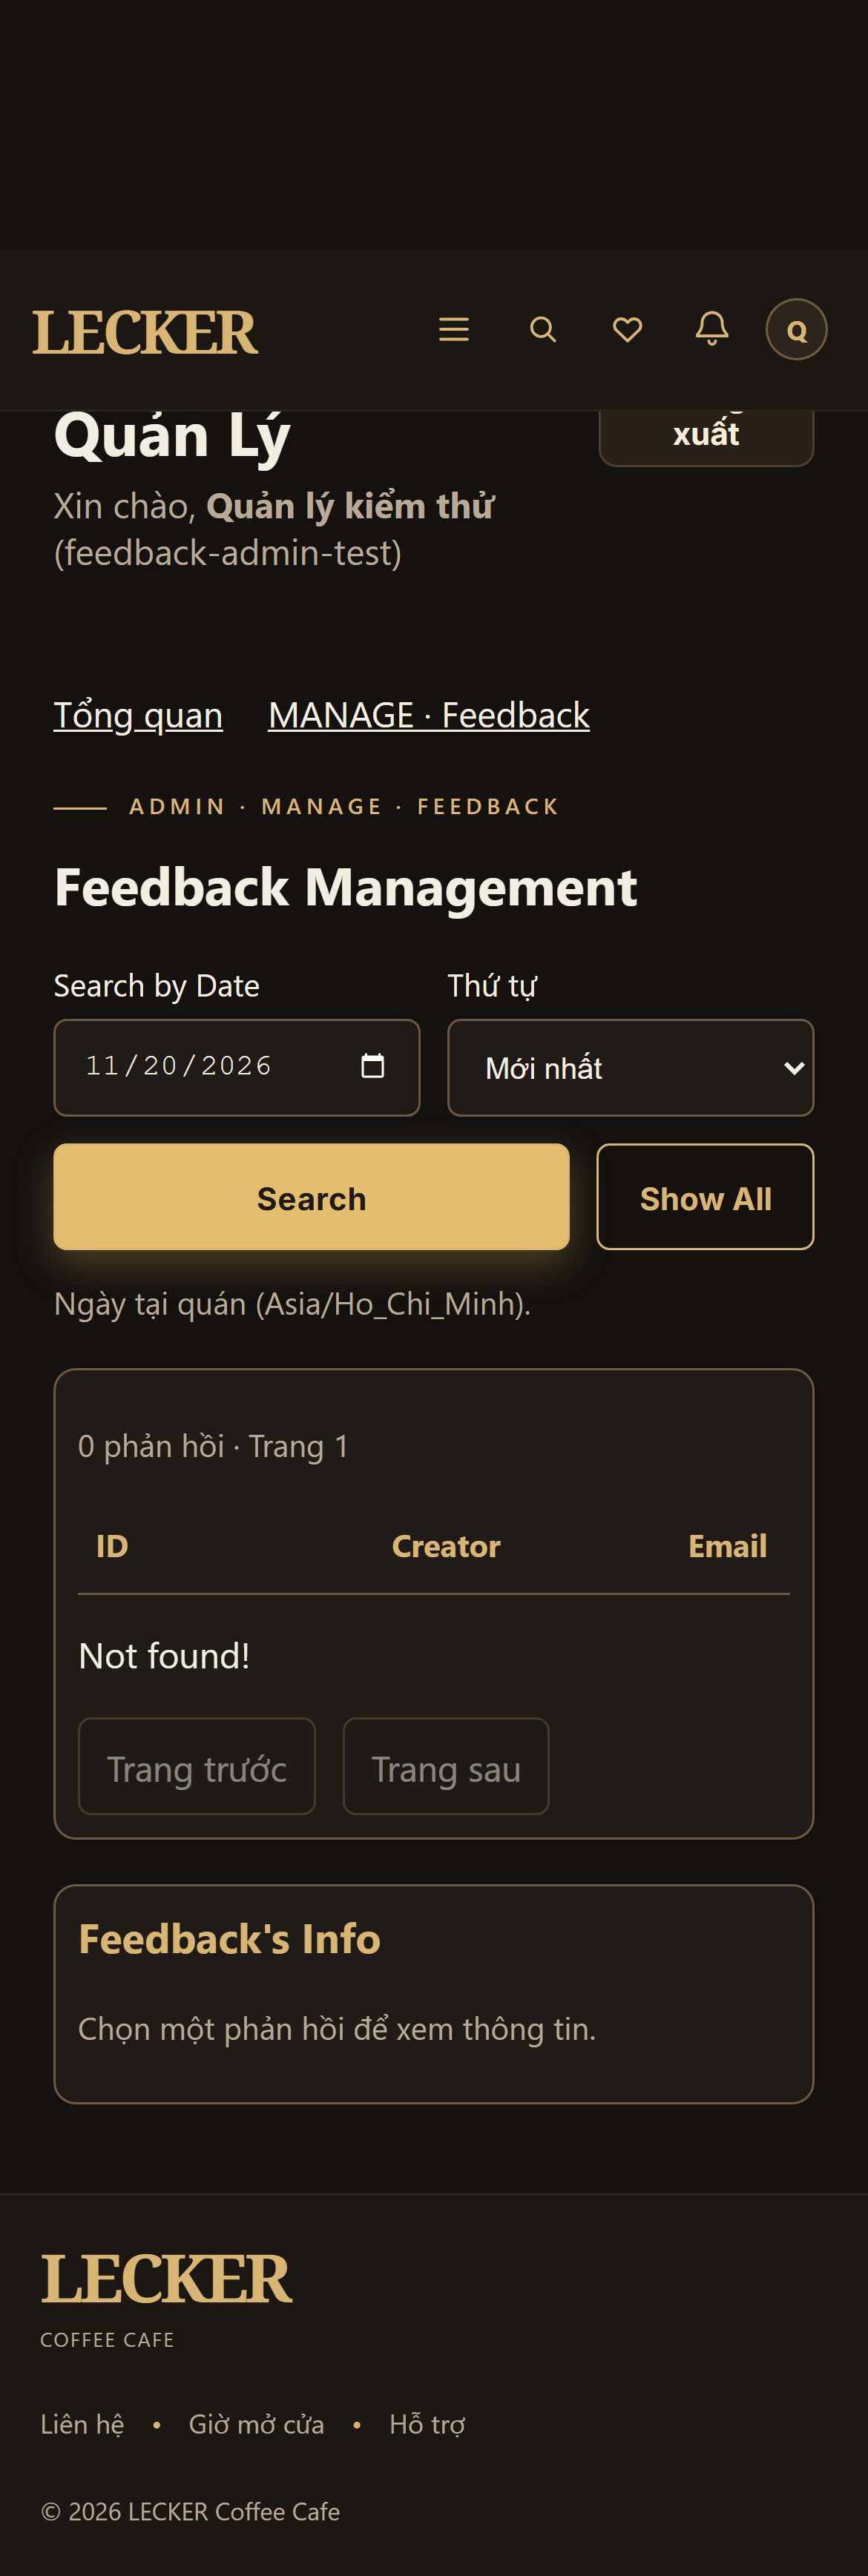 LECKER
Q
Quản Lý
xuất
Xin chào, Quản lý kiểm thử
(feedback-admin-test)
Tổng quan MANAGE · Feedback
ADMIN · MANAGE · FEEDBACK
Feedback Management
Search by Date Thứ tự
11/20/2026 Mới nhất
Search Show All
Ngày tại quán (Asia/Ho_Chi_Minh).
0 phản hồi · Trang 1
ID Creator Email
Not found!
Trang trước Trang sau
Feedback's Info
Chọn một phản hồi để xem thông tin.
LECKER
COFFEE CAFE
Liên hệ • Giờ mở cửa • Hỗ trợ
© 2026 LECKER Coffee Cafe